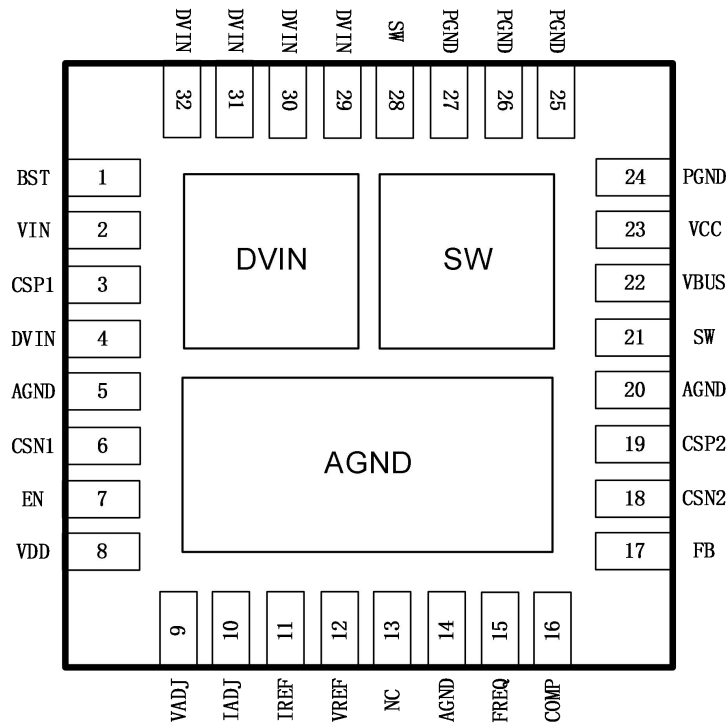 DVIN DVIN DVIN DVIN SW PGND PGND PGND
32 31 30 29 28 27 26 25
BST 1 24 PGND
VIN 2 23 VCC
CSP1 3 22 VBUS
DVIN SW
DVIN 4 21 SW
AGND 5 20 AGND
CSN1 6 19 CSP2
AGND
EN 7 18 CSN2
VDD 8 17 FB
9 10 11 12 13 14 15 16
VADJ IADJ IREF VREF NC AGND FREQ COMP